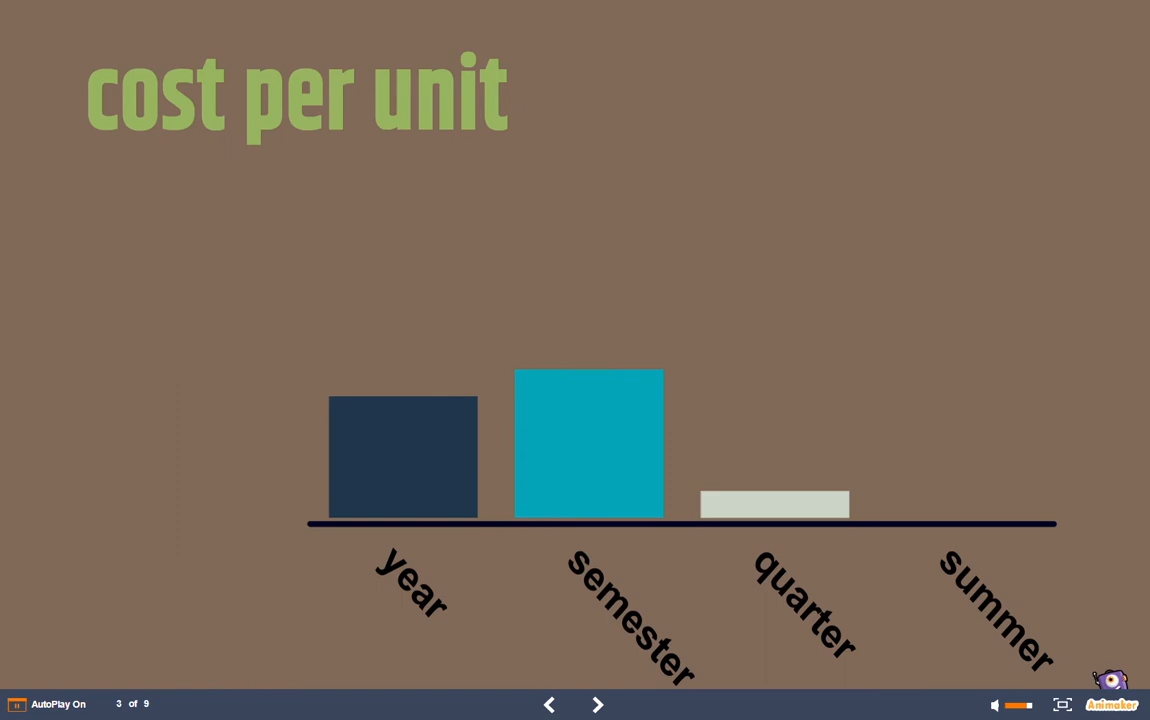 cost per unit
year
semester
quarter
summer
AutoPlay On
3 of 9
Animaker